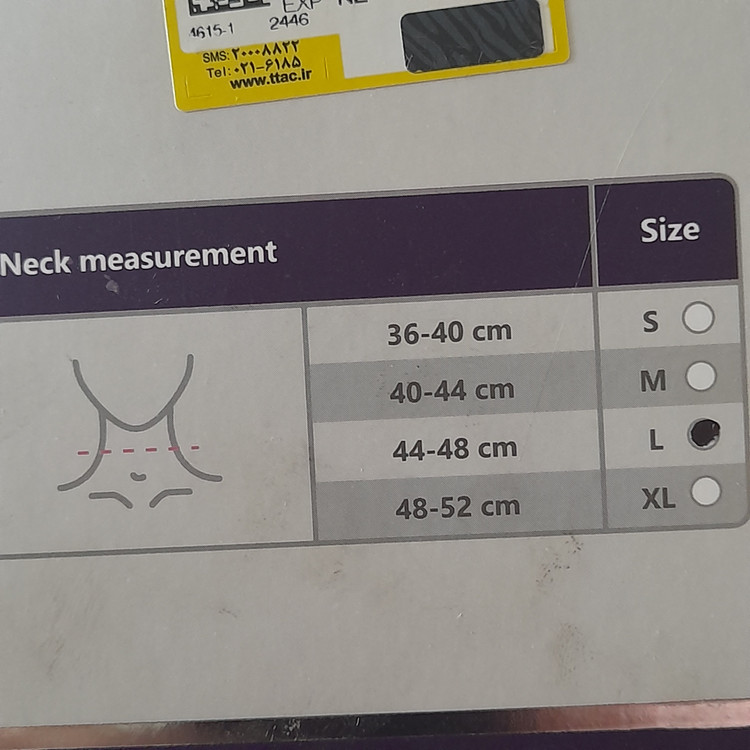 EXP
4615-1 2446
SMS: ۲۰۰۰۸۸۲۲
Tel: ۰۲۱-۶۱۸۵
www.ttac.ir
Neck measurement Size
36-40 cm S
40-44 cm M
44-48 cm L
48-52 cm XL